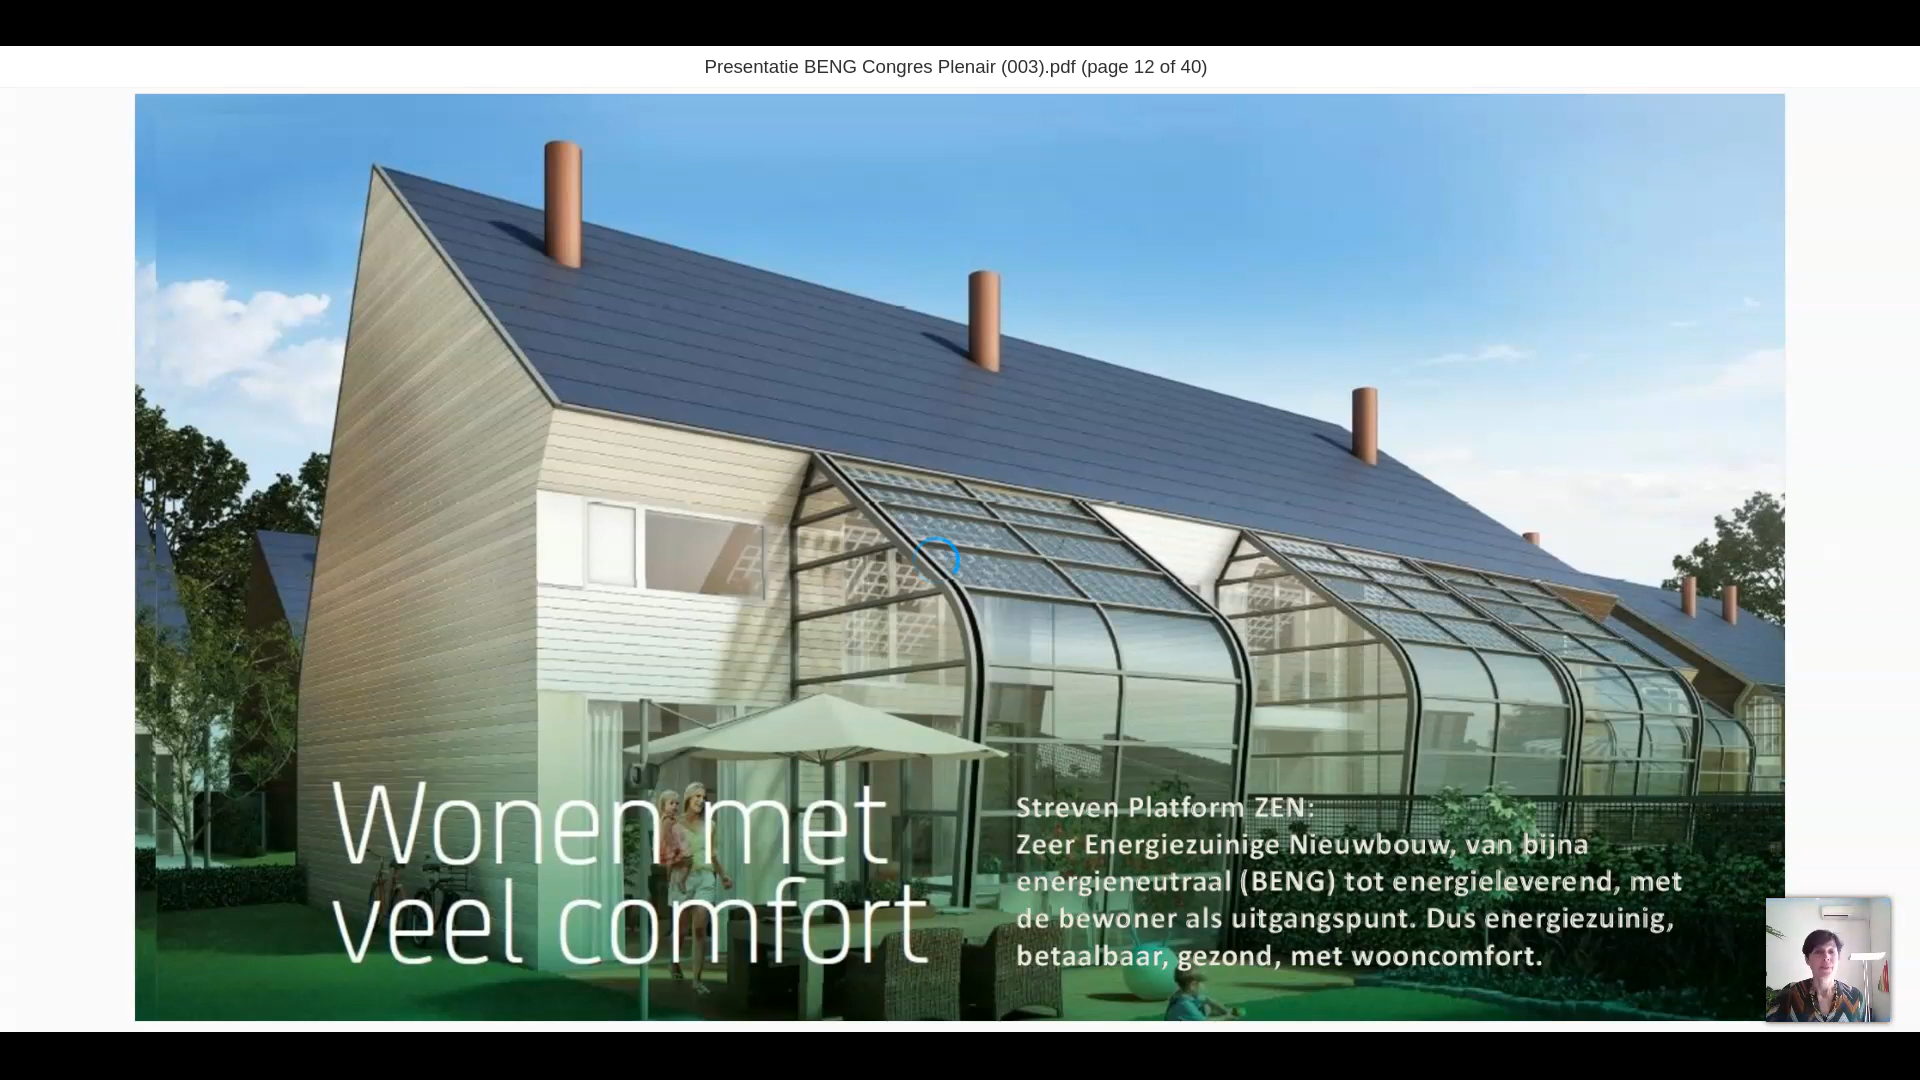 Presentatie BENG Congres Plenair (003).pdf (page 12 of 40)
Wonen met
veel comfort
Streven Platform ZEN:
Zeer Energiezuinige Nieuwbouw, van bijna
energieneutraal (BENG) tot energieleverend, met
de bewoner als uitgangspunt. Dus energiezuinig,
betaalbaar, gezond, met wooncomfort.